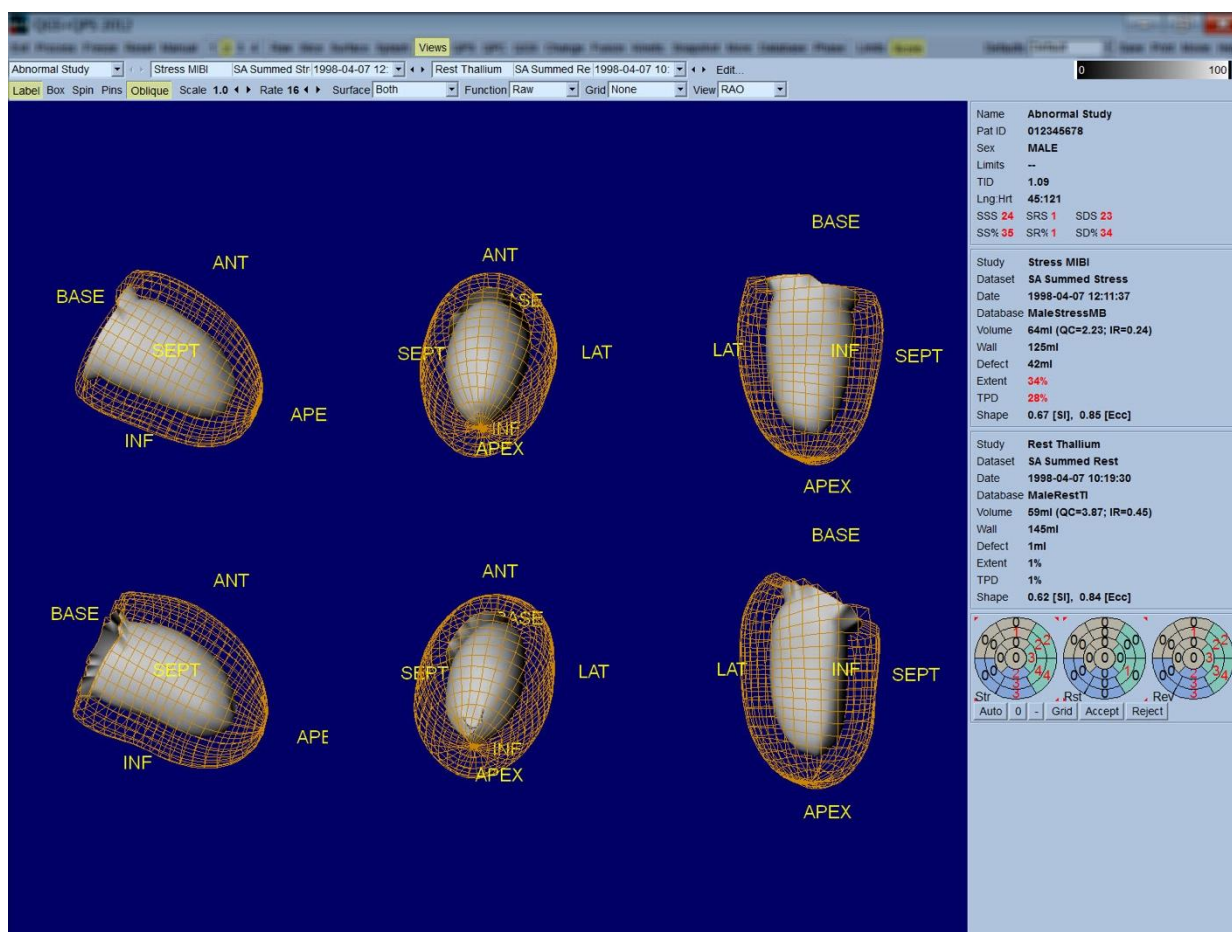 QGS+QPS 2012
Views
Abnormal Study Stress MIBI SA Summed Str 1998-04-07 12: Rest Thallium SA Summed Re 1998-04-07 10: Edit...
0 100
Label Box Spin Pins Oblique Scale 1.0 Rate 16 Surface Both Function Raw Grid None View RAO
Name Abnormal Study
Pat ID 012345678
Sex MALE
Limits --
TID 1.09
Lng:Hrt 45:121
SSS 24 SRS 1 SDS 23
SS% 35 SR% 1 SD% 34
Study Stress MIBI
Dataset SA Summed Stress
Date 1998-04-07 12:11:37
Database MaleStressMB
Volume 64ml (QC=2.23; IR=0.24)
Wall 125ml
Defect 42ml
Extent 34%
TPD 28%
Shape 0.67 [SI], 0.85 [Ecc]
Study Rest Thallium
Dataset SA Summed Rest
Date 1998-04-07 10:19:30
Database MaleRestTl
Volume 59ml (QC=3.87; IR=0.45)
Wall 145ml
Defect 1ml
Extent 1%
TPD 1%
Shape 0.62 [SI], 0.84 [Ecc]
Str Rst Rev
Auto 0 - Grid Accept Reject
ANT
BASE
SEPT
APE
INF
ANT
SEPT
LAT
INF
APEX
BASE
LAT
INF
SEPT
APEX
ANT
BASE
SEPT
APE
INF
ANT
BASE
SEPT
LAT
INF
APEX
BASE
LAT
INF
SEPT
APEX